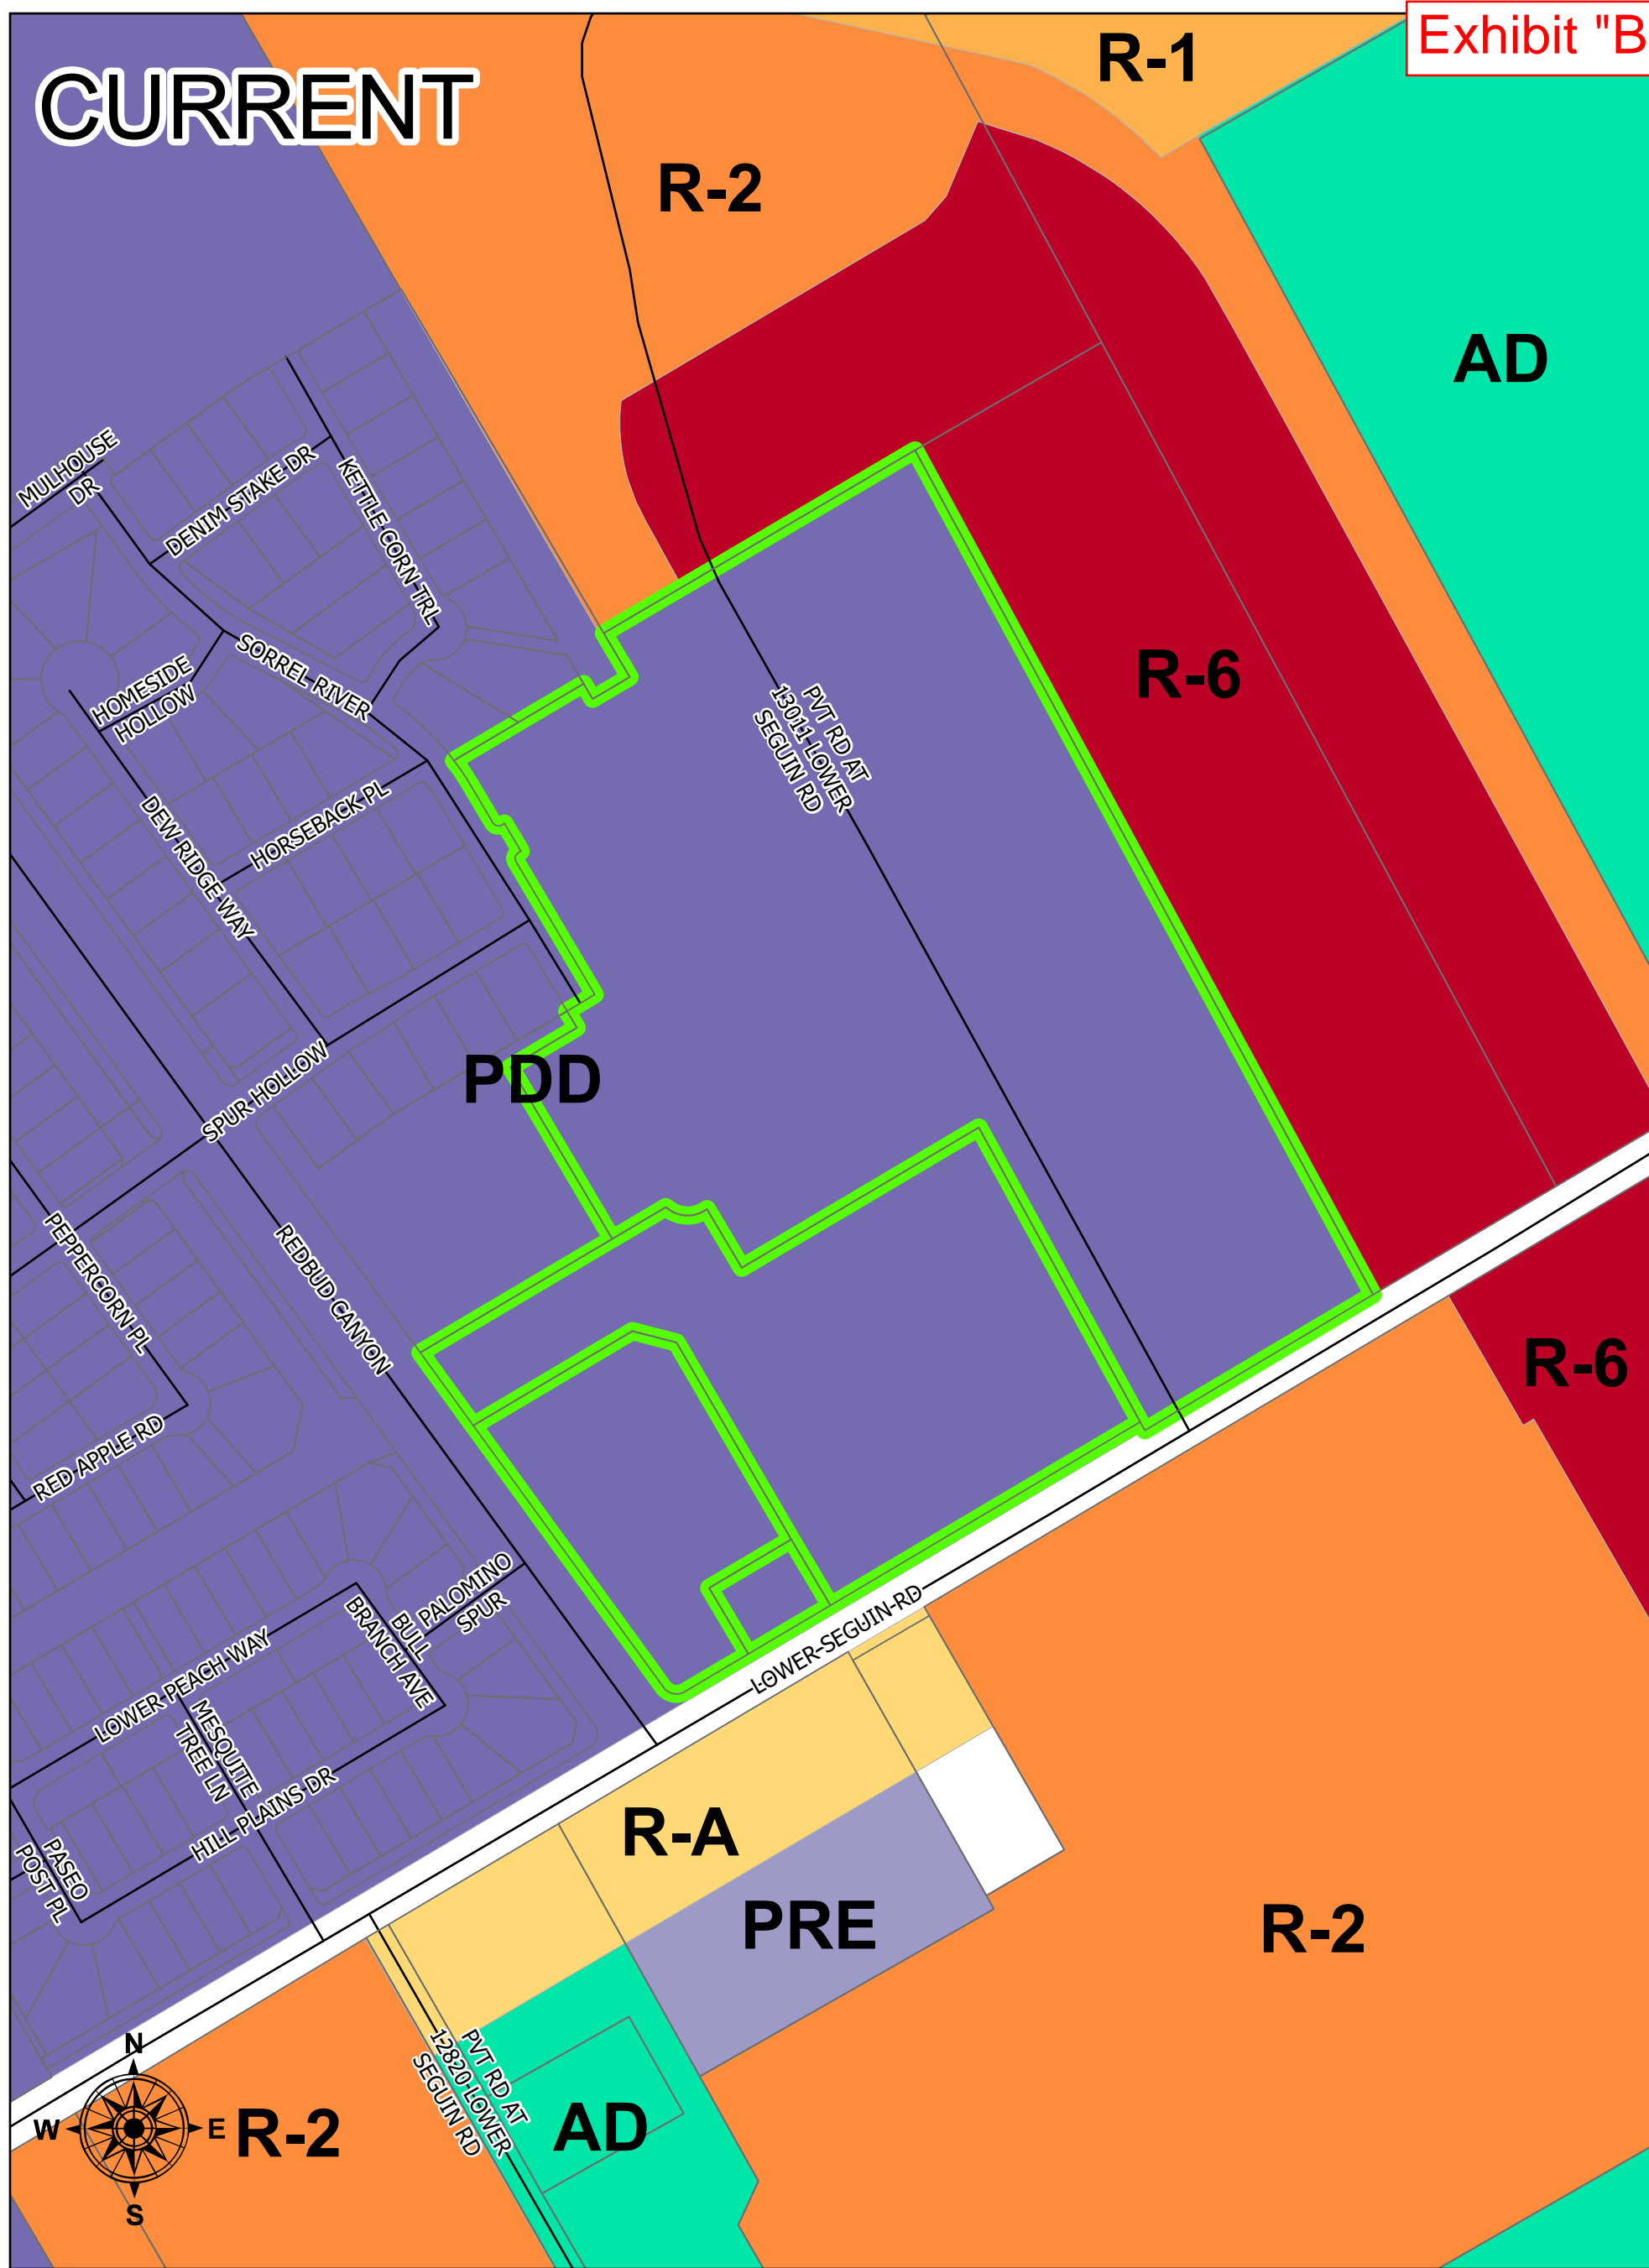 Exhibit "B
CURRENT
R-1
R-2
AD
MULHOUSE
DR
DENIM STAKE DR
KETTLE CORN TRL
R-6
HOMESIDE
HOLLOW
SORREL RIVER
PVT RD AT
13011 LOWER
SEGUIN RD
DEW RIDGE WAY
HORSEBACK PL
PDD
SPUR HOLLOW
PEPPERCORN PL
REDBUD CANYON
R-6
RED APPLE RD
PALOMINO
SPUR
BULL
BRANCH AVE
LOWER SEGUIN RD
LOWER PEACH WAY
MESQUITE
TREE LN
HILL PLAINS DR
PASEO
POST PL
R-A
PRE
R-2
PVT RD AT
12820 LOWER
SEGUIN RD
AD
R-2
N
W
E
S